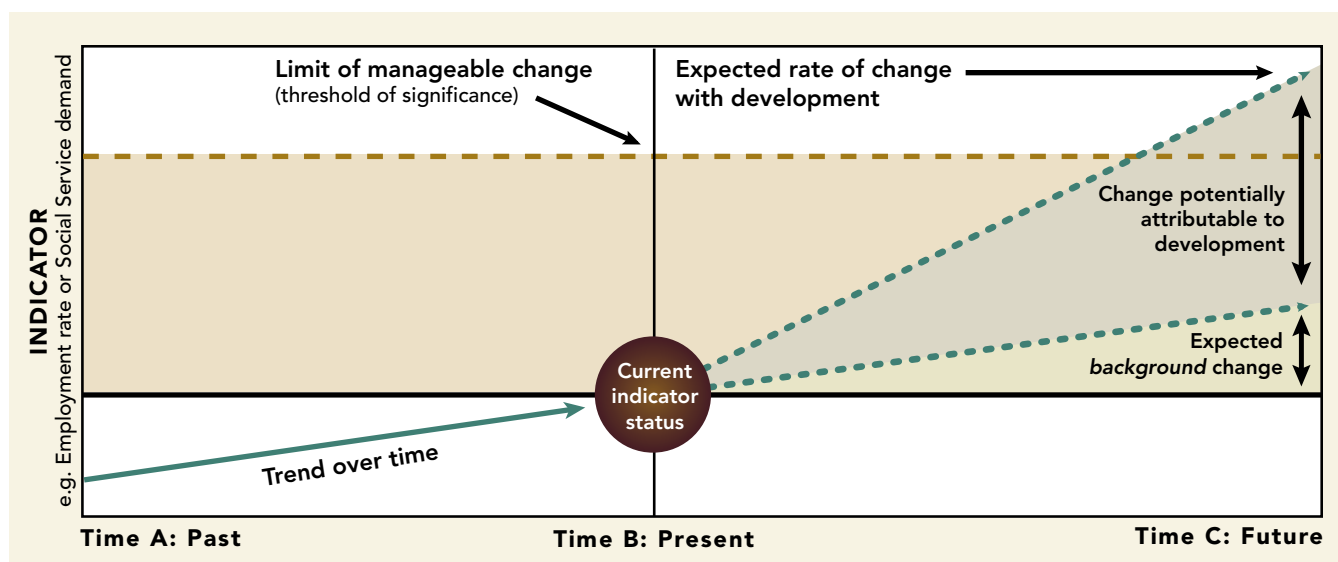 Limit of manageable change
(threshold of significance)
Expected rate of change
with development
INDICATOR
e.g. Employment rate or Social Service demand
Change potentially
attributable to
development
Expected
background change
Current
indicator
status
Trend over time
Time A: Past
Time B: Present
Time C: Future